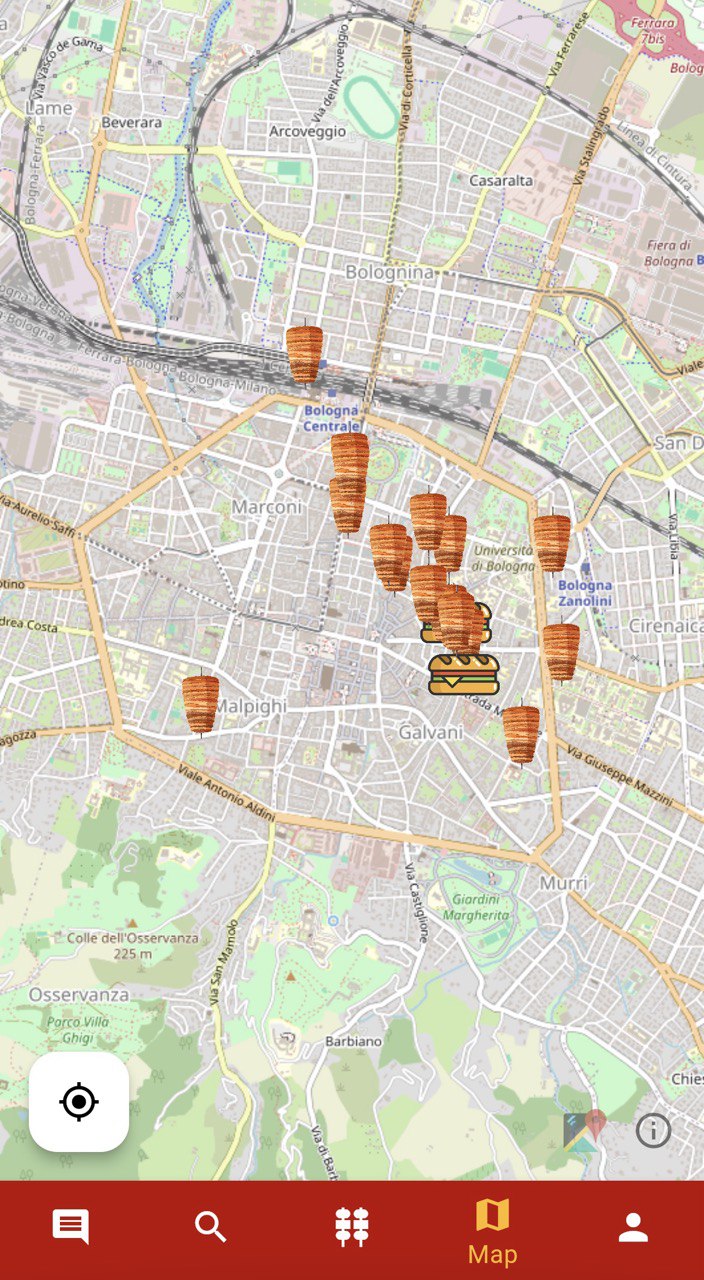 Ferrara
7bis
Via Vasco de Gama
Via dell'Arcoveggio
Via di Corticella
Via Ferrarese
Bolog
Lame
Beverara
Arcoveggio
Via Stalingrado
Linea di Cintura
Bologna-Ferrara
Casaralta
Fiera di
Bologna
B
Bolognina
Ferrara-Bologna
Bologna-Milano
Viale
Bologna
Centrale
San D
Via-Aurelio-Saffi
Marconi
Via Libia
Università
di Bologna
Bologna
Zanolini
otino
drea Costa
Cirenaica
Malpighi
Strada M
agozza
Galvani
Via Giuseppe Mazzini
Viale Antonio Aldini
Murri
Via Castiglione
Giardini
Margherita
Colle dell'Osservanza
225 m
Via San Mamolo
Osservanza
Parco Villa
Ghigi
Barbiano
Chies
Via di Barb
Map